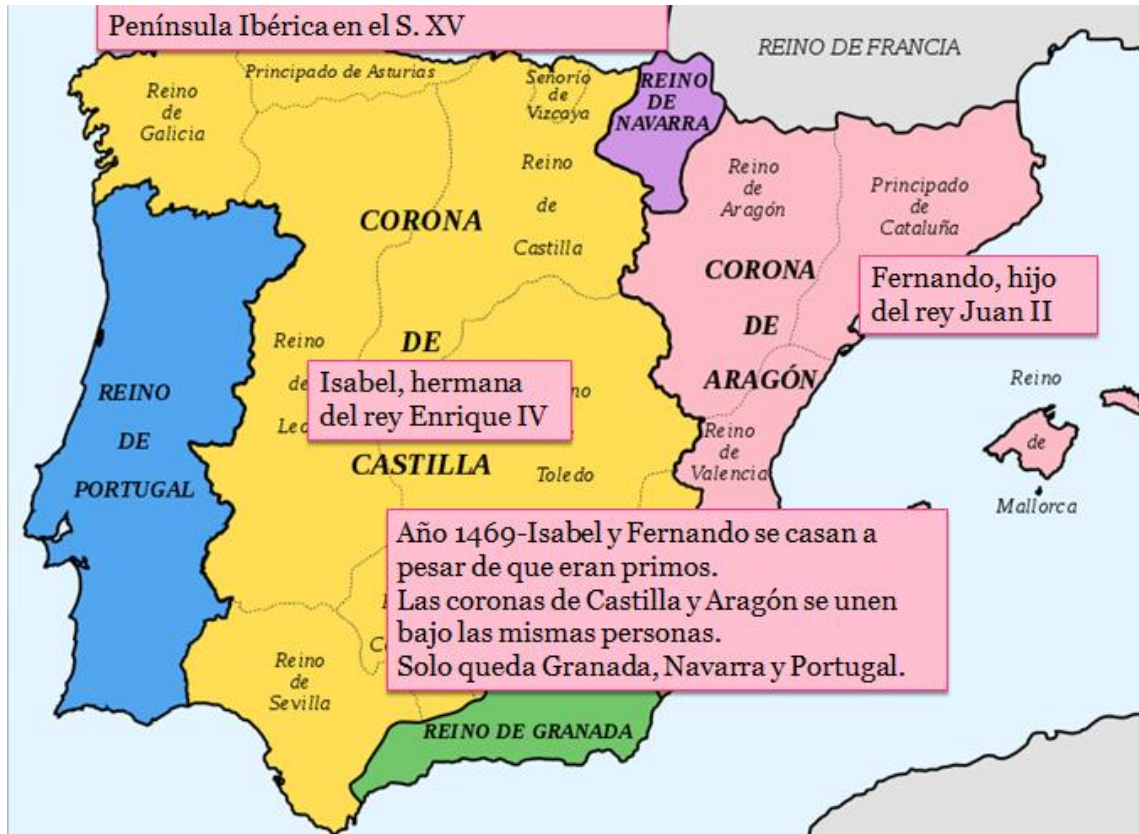 Península Ibérica en el S. XV
REINO DE FRANCIA
Principado de Asturias
Reino
de
Galicia
Señorío
de
Vizcaya
REINO
DE
NAVARRA
Reino
de
Castilla
Reino
de
Aragón
Principado
de
Cataluña
CORONA
DE
CASTILLA
CORONA
DE
ARAGÓN
Fernando, hijo
del rey Juan II
Reino
de
Isabel, hermana
del rey Enrique IV
Toledo
REINO
DE
PORTUGAL
Reino
de
Valencia
Reino
de
Mallorca
Año 1469-Isabel y Fernando se casan a
pesar de que eran primos.
Las coronas de Castilla y Aragón se unen
bajo las mismas personas.
Solo queda Granada, Navarra y Portugal.
Reino
de
Sevilla
REINO DE GRANADA